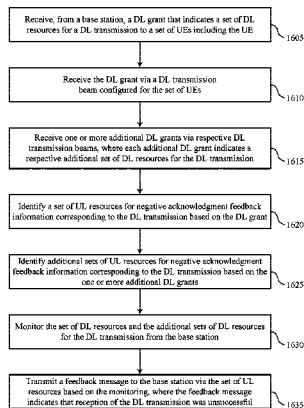 Receive, from a base station, a DL grant that indicates a set of DL
resources for a DL transmission to a set of UEs including the UE
1605
Receive the DL grant via a DL transmission
beam configured for the set of UEs
1610
Receive one or more additional DL grants via respective DL
transmission beams, where each additional DL grant indicates a
respective additional set of DL resources for the DL transmission
1615
Identify a set of UL resources for negative acknowledgment feedback
information corresponding to the DL transmission based on the DL grant
1620
Identify additional sets of UL resources for negative acknowledgment
feedback information corresponding to the DL transmission based on the
one or more additional DL grants
1625
Monitor the set of DL resources and the additional sets of DL resources
for the DL transmission from the base station
1630
Transmit a feedback message to the base station via the set of UL
resources based on the monitoring, where the feedback message
indicates that reception of the DL transmission was unsuccessful
1635